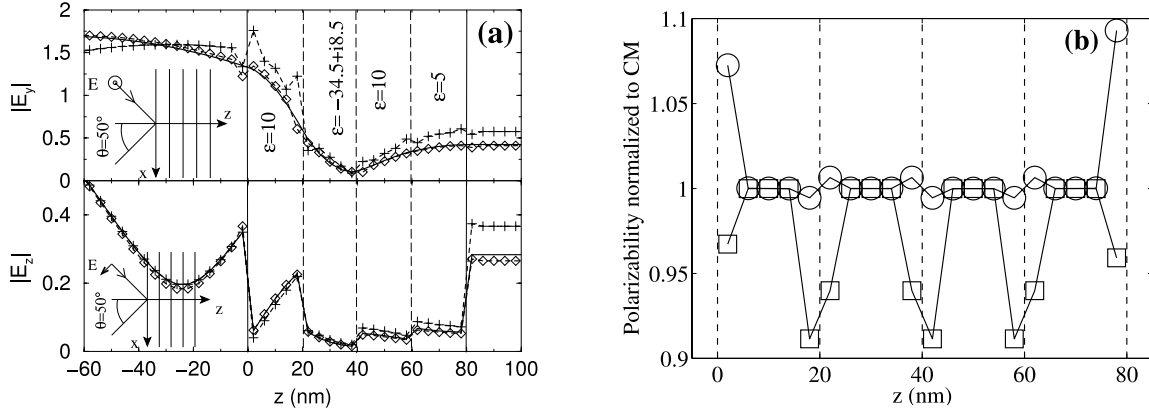 2
1.5
1
0.5
0
|E_y|
E
θ=50°
z
x
ε=10
ε= −34.5+i8.5
ε=10
ε=5
(a)
0.4
0.2
0
|E_z|
E
θ=50°
z
x
−60 −40 −20 0 20 40 60 80 100
z (nm)
1.1
1.05
1
0.95
0.9
Polarizability normalized to CM
(b)
0 20 40 60 80
z (nm)